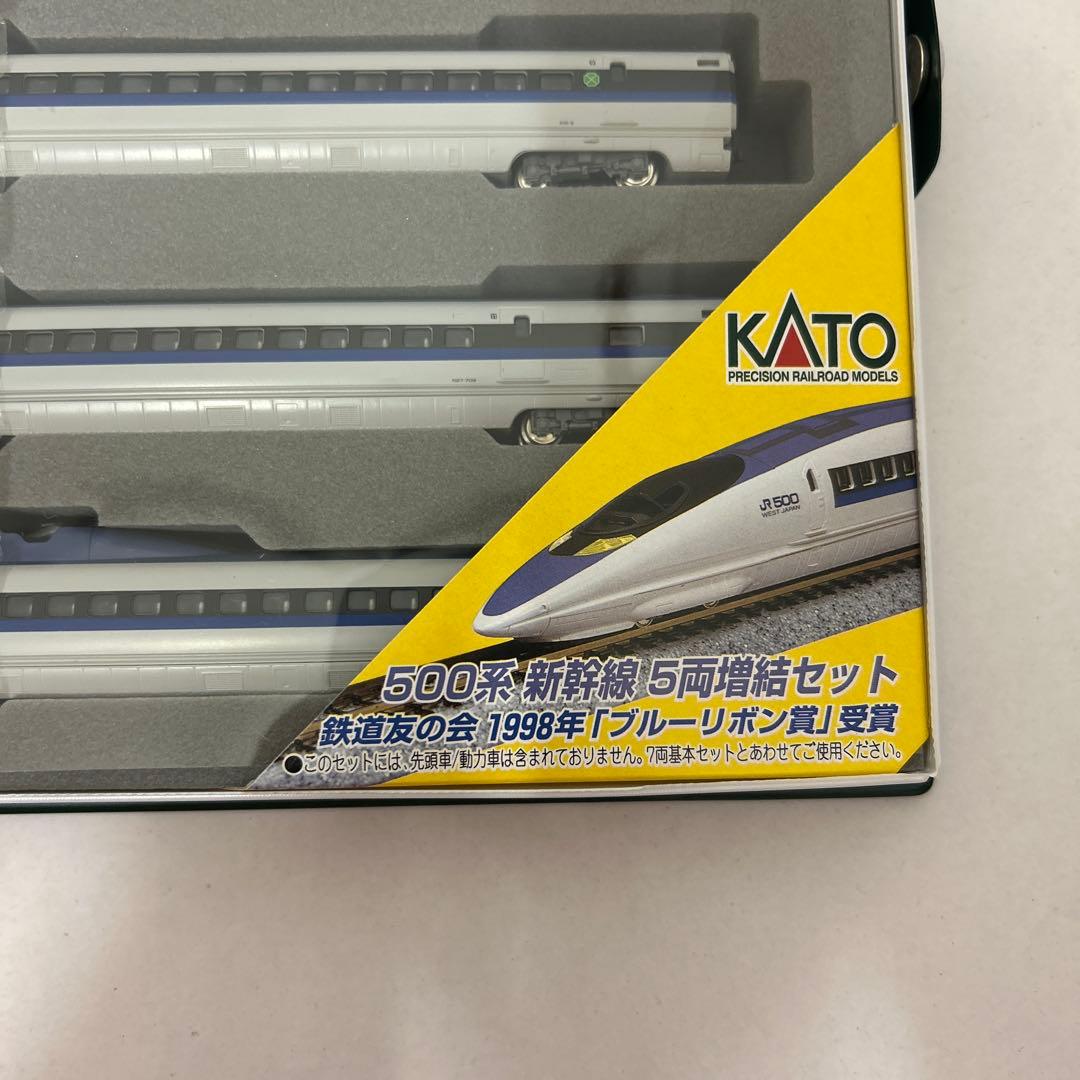 KATO
PRECISION RAILROAD MODELS
JR500
WEST JAPAN
500系 新幹線 5両増結セット
鉄道友の会 1998年「ブルーリボン賞」受賞
●このセットには、先頭車/動力車は含まれておりません。7両基本セットとあわせてご使用ください。